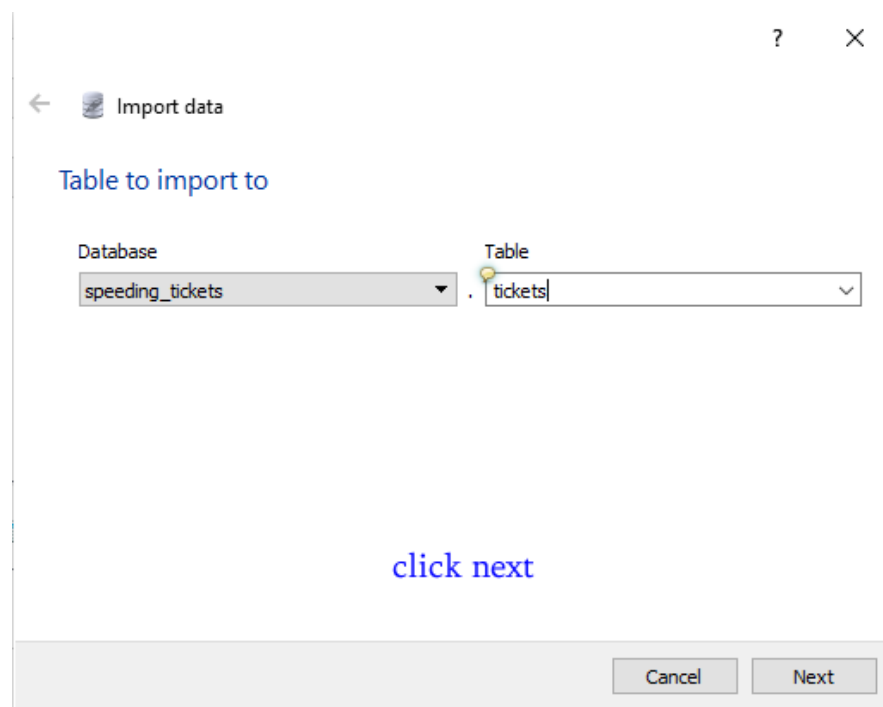 Import data
Table to import to
Database
Table
speeding_tickets
.
tickets
click next
Cancel
Next